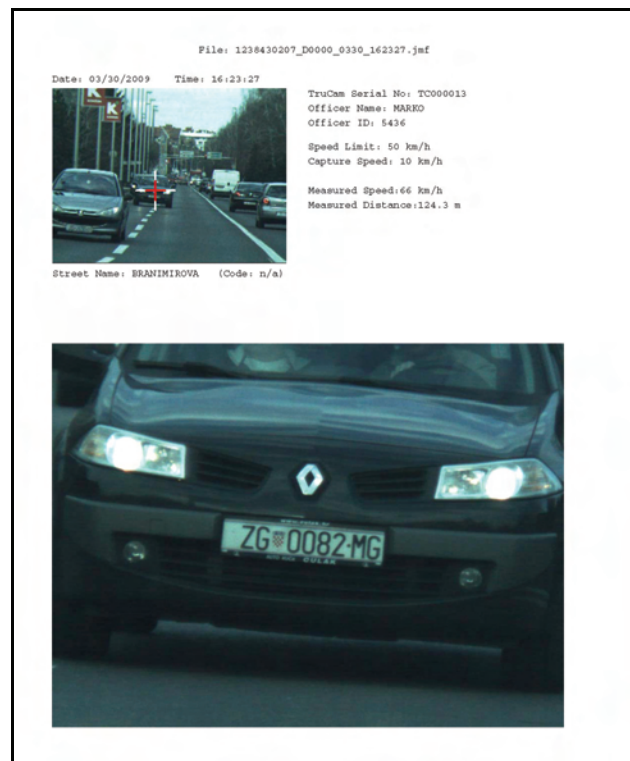 File: 1238430207_D0000_0330_162327.jmf
Date: 03/30/2009 Time: 16:23:27
TruCam Serial No: TC000013
Officer Name: MARKO
Officer ID: 5436
Speed Limit: 50 km/h
Capture Speed: 10 km/h
Measured Speed:66 km/h
Measured Distance:124.3 m
K
K
Street Name: BRANIMIROVA (Code: n/a)
ZG 0082-MG